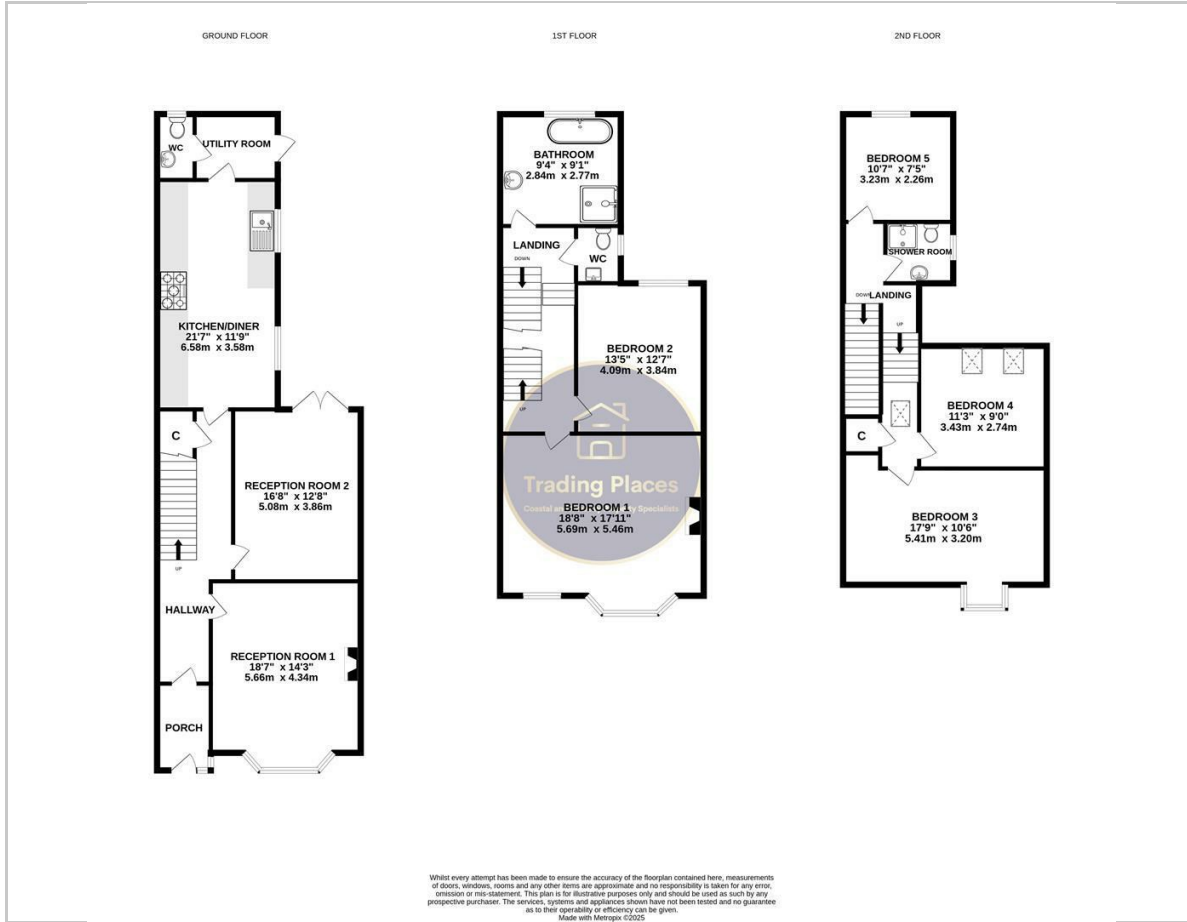 GROUND FLOOR
WC
UTILITY ROOM
KITCHEN/DINER
21'7" x 11'9"
6.58m x 3.58m
C
RECEPTION ROOM 2
16'8" x 12'8"
5.08m x 3.86m
UP
HALLWAY
RECEPTION ROOM 1
18'7" x 14'3"
5.66m x 4.34m
PORCH
1ST FLOOR
BATHROOM
9'4" x 9'1"
2.84m x 2.77m
LANDING
DOWN
WC
BEDROOM 2
13'5" x 12'7"
4.09m x 3.84m
UP
Trading Places
Coastal Specialists
BEDROOM 1
18'8" x 17'11"
5.69m x 5.46m
2ND FLOOR
BEDROOM 5
10'7" x 7'5"
3.23m x 2.26m
SHOWER ROOM
DOWN
LANDING
UP
BEDROOM 4
11'3" x 9'0"
3.43m x 2.74m
C
BEDROOM 3
17'9" x 10'6"
5.41m x 3.20m
Whilst every attempt has been made to ensure the accuracy of the floorplan contained here, measurements
of doors, windows, rooms and any other items are approximate and no responsibility is taken for any error,
omission or mis-statement. This plan is for illustrative purposes only and should be used as such by any
prospective purchaser. The services, systems and appliances shown have not been tested and no guarantee
as to their operability or efficiency can be given.
Made with Metropix ©2025